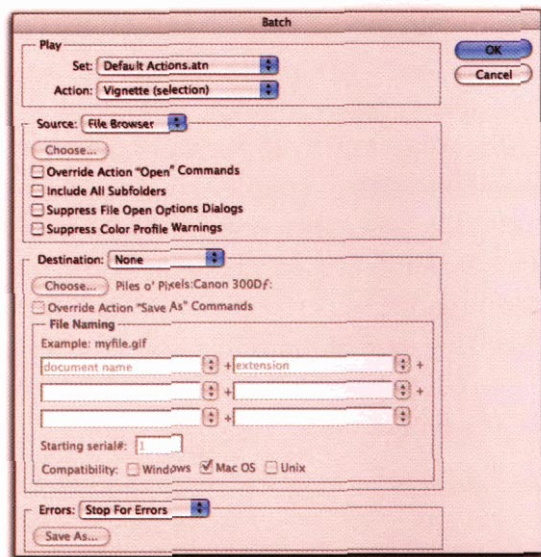 Batch
Play
Set: Default Actions.atn
Action: Vignette (selection)
OK
Cancel
Source: File Browser
Choose...
Override Action "Open" Commands
Include All Subfolders
Suppress File Open Options Dialogs
Suppress Color Profile Warnings
Destination: None
Choose... Piles o' Pixels:Canon 300Df:
Override Action "Save As" Commands
File Naming
Example: myfile.gif
document name + extension +
+ +
+
Starting serial#: 1
Compatibility: Windows Mac OS Unix
Errors: Stop For Errors
Save As...